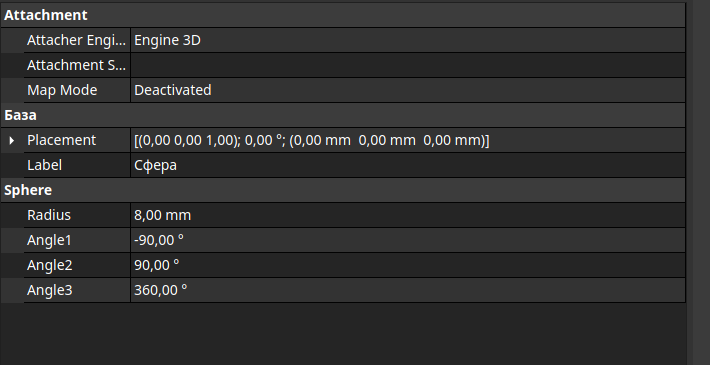 Attachment
Attacher Engi... Engine 3D
Attachment S...
Map Mode Deactivated
База
Placement [(0,00 0,00 1,00); 0,00 °; (0,00 mm  0,00 mm  0,00 mm)]
Label Сфера
Sphere
Radius 8,00 mm
Angle1 -90,00 °
Angle2 90,00 °
Angle3 360,00 °